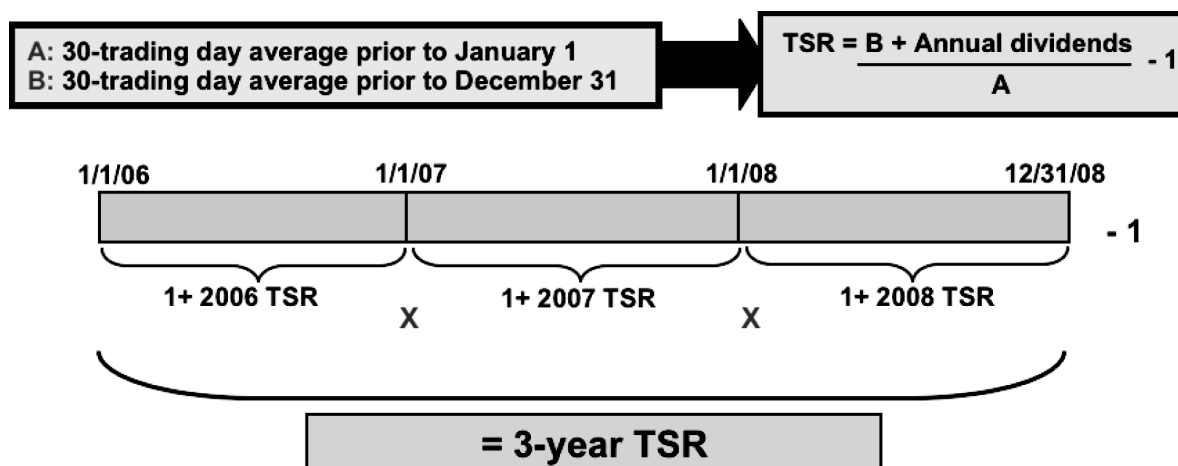 A: 30-trading day average prior to January 1
B: 30-trading day average prior to December 31
TSR = B + Annual dividends - 1
A
1/1/06 1/1/07 1/1/08 12/31/08
- 1
1+ 2006 TSR 1+ 2007 TSR 1+ 2008 TSR
X X
= 3-year TSR